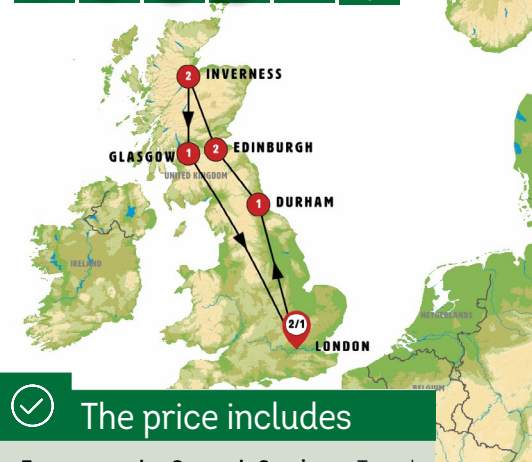 2 INVERNESS
GLASGOW 1
2 EDINBURGH
UNITED KINGDOM
1 DURHAM
IRELAND
2/1
LONDON
NETHERLANDS
BELGIUM
The price includes